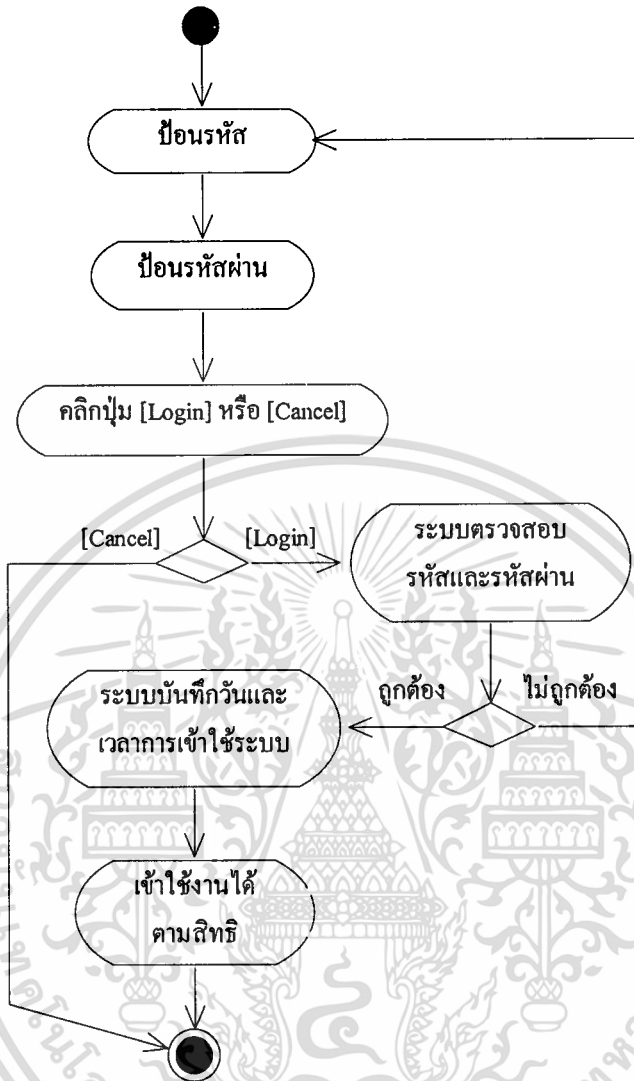 ป้อนรหัส
ป้อนรหัสผ่าน
คลิกปุ่ม [Login] หรือ [Cancel]
[Cancel]
[Login]
ระบบตรวจสอบ
รหัสและรหัสผ่าน
ถูกต้อง
ไม่ถูกต้อง
ระบบบันทึกวันและ
เวลาการเข้าใช้ระบบ
เข้าใช้งานได้
ตามสิทธิ